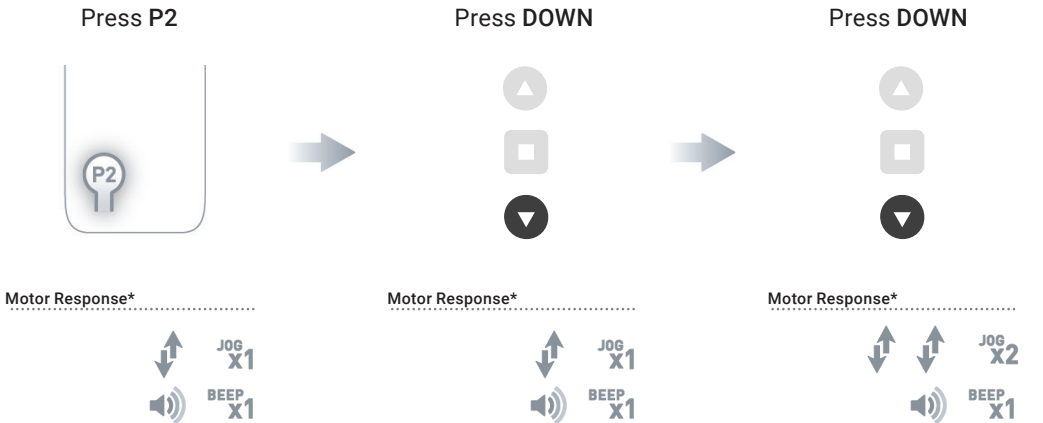 Press P2
Press DOWN
Press DOWN
P2
Motor Response*
JOG
X1
BEEP
X1
Motor Response*
JOG
X1
BEEP
X1
Motor Response*
JOG
X2
BEEP
X1